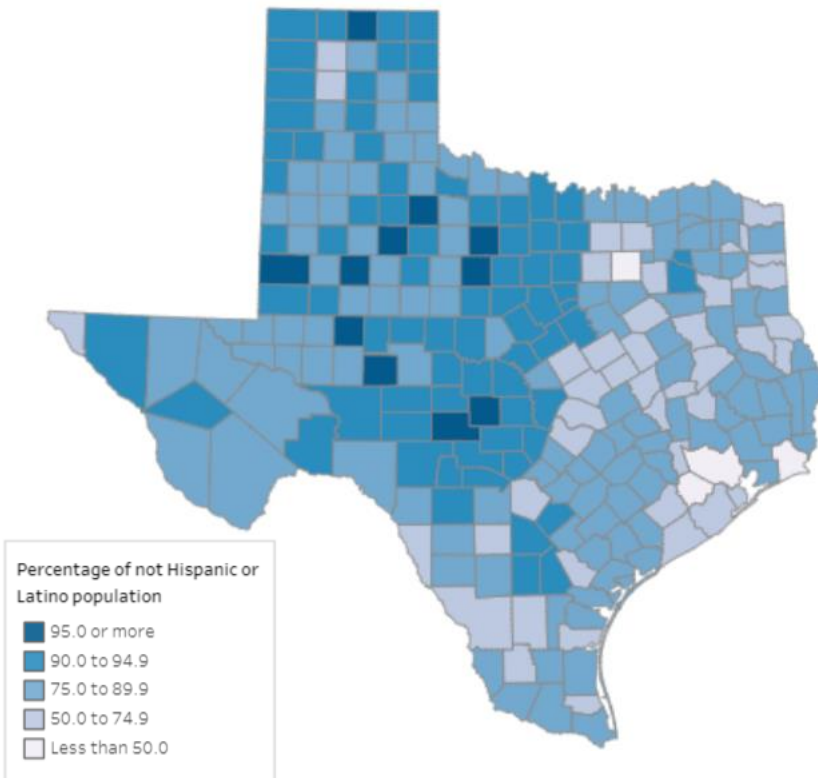 Percentage of not Hispanic or
Latino population
95.0 or more
90.0 to 94.9
75.0 to 89.9
50.0 to 74.9
Less than 50.0